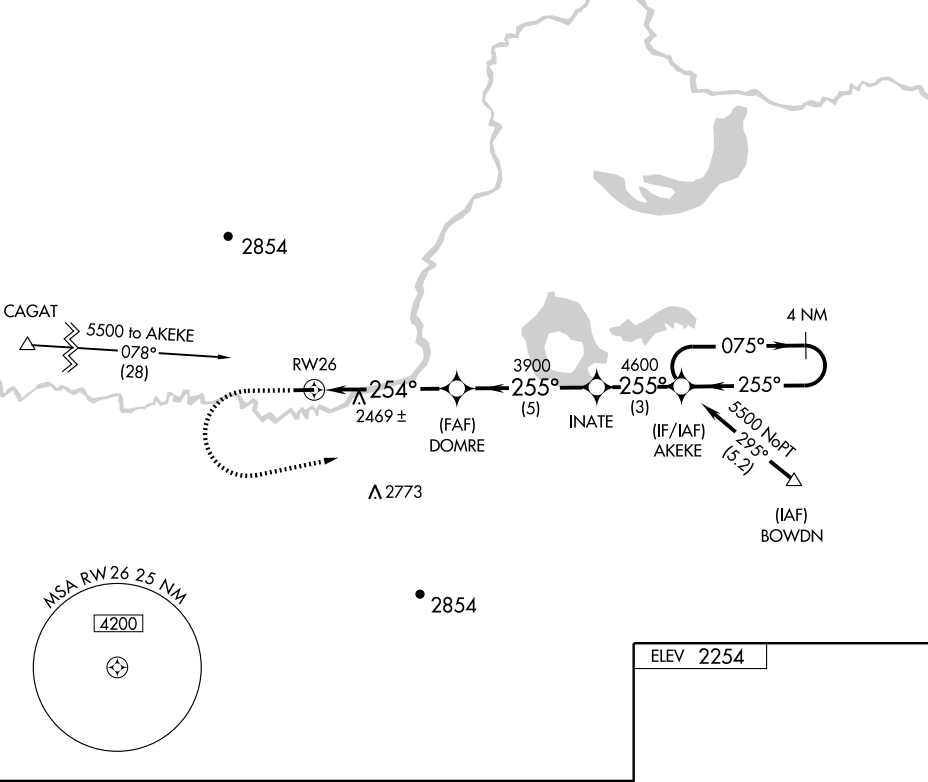 2854
CAGAT
5500 to AKEKE
078°
(28)
RW26
254°
2469 ±
(FAF)
DOMRE
3900
255°
(5)
INATE
4600
255°
(3)
(IF/IAF)
AKEKE
4 NM
075°
255°
5500 NoPT
295°
(5.2)
(IAF)
BOWDN
2773
2854
MSA RW26 25 NM
4200
ELEV 2254